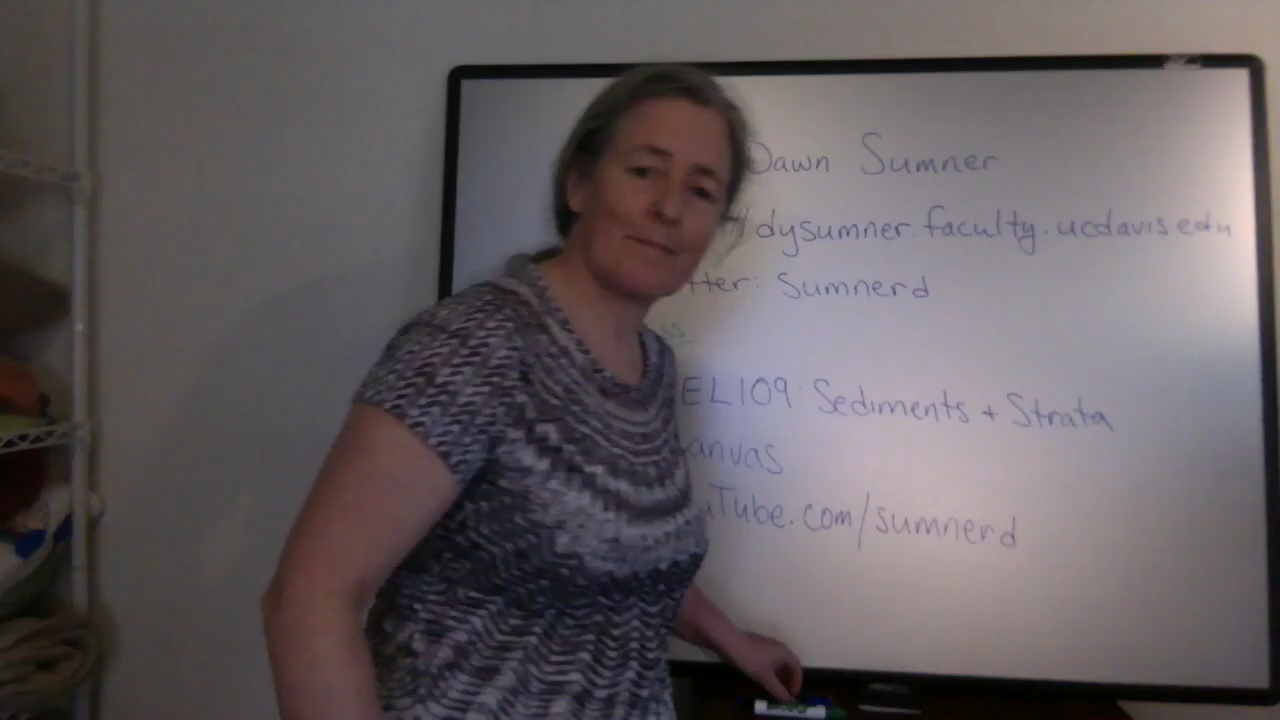 Dawn Sumner
dysumner.faculty.ucdavis.edu
tter: Sumnerd
EL109: Sediments + Strata
anvas
uTube.com/sumnerd